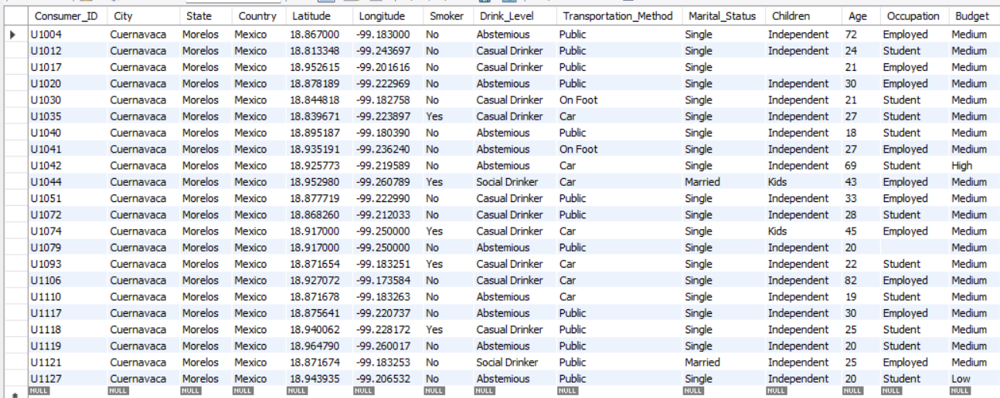 Consumer_ID City State Country Latitude Longitude Smoker Drink_Level Transportation_Method Marital_Status Children Age Occupation Budget
U1004 Cuernavaca Morelos Mexico 18.867000 -99.183000 No Abstemious Public Single Independent 72 Employed Medium
U1012 Cuernavaca Morelos Mexico 18.813348 -99.243697 No Casual Drinker Public Single Independent 24 Student Medium
U1017 Cuernavaca Morelos Mexico 18.952615 -99.201616 No Casual Drinker Public Single 21 Employed Medium
U1020 Cuernavaca Morelos Mexico 18.878189 -99.222969 No Abstemious Public Single Independent 30 Employed Medium
U1030 Cuernavaca Morelos Mexico 18.844818 -99.182758 No Casual Drinker On Foot Single Independent 21 Student Medium
U1035 Cuernavaca Morelos Mexico 18.839671 -99.223897 Yes Casual Drinker Car Single Independent 27 Student Medium
U1040 Cuernavaca Morelos Mexico 18.895187 -99.180390 No Abstemious Public Single Independent 18 Student Medium
U1041 Cuernavaca Morelos Mexico 18.935191 -99.236240 No Abstemious On Foot Single Independent 27 Employed Medium
U1042 Cuernavaca Morelos Mexico 18.925773 -99.219589 No Abstemious Car Single Independent 69 Student High
U1044 Cuernavaca Morelos Mexico 18.952980 -99.260789 Yes Social Drinker Car Married Kids 43 Employed Medium
U1051 Cuernavaca Morelos Mexico 18.877719 -99.222990 No Casual Drinker Public Single Independent 33 Employed Medium
U1072 Cuernavaca Morelos Mexico 18.868260 -99.212033 No Casual Drinker Public Single Independent 28 Student Medium
U1074 Cuernavaca Morelos Mexico 18.917000 -99.250000 Yes Casual Drinker Car Single Kids 45 Employed Medium
U1079 Cuernavaca Morelos Mexico 18.917000 -99.250000 No Abstemious Public Single Independent 20 Medium
U1093 Cuernavaca Morelos Mexico 18.871654 -99.183251 Yes Casual Drinker Car Single Independent 22 Student Medium
U1106 Cuernavaca Morelos Mexico 18.927072 -99.173584 No Casual Drinker Car Single Independent 82 Employed Medium
U1110 Cuernavaca Morelos Mexico 18.871678 -99.183263 No Abstemious Car Single Independent 19 Student Medium
U1117 Cuernavaca Morelos Mexico 18.875641 -99.220737 No Abstemious Public Single Independent 30 Employed Medium
U1118 Cuernavaca Morelos Mexico 18.940062 -99.228172 Yes Casual Drinker Public Single Independent 25 Student Medium
U1119 Cuernavaca Morelos Mexico 18.964790 -99.260017 No Abstemious Public Single Independent 20 Student Medium
U1121 Cuernavaca Morelos Mexico 18.871674 -99.183253 No Social Drinker Public Married Independent 25 Employed Medium
U1127 Cuernavaca Morelos Mexico 18.943935 -99.206532 No Abstemious Public Single Independent 20 Student Low
NULL NULL NULL NULL NULL NULL NULL NULL NULL NULL NULL NULL NULL NULL